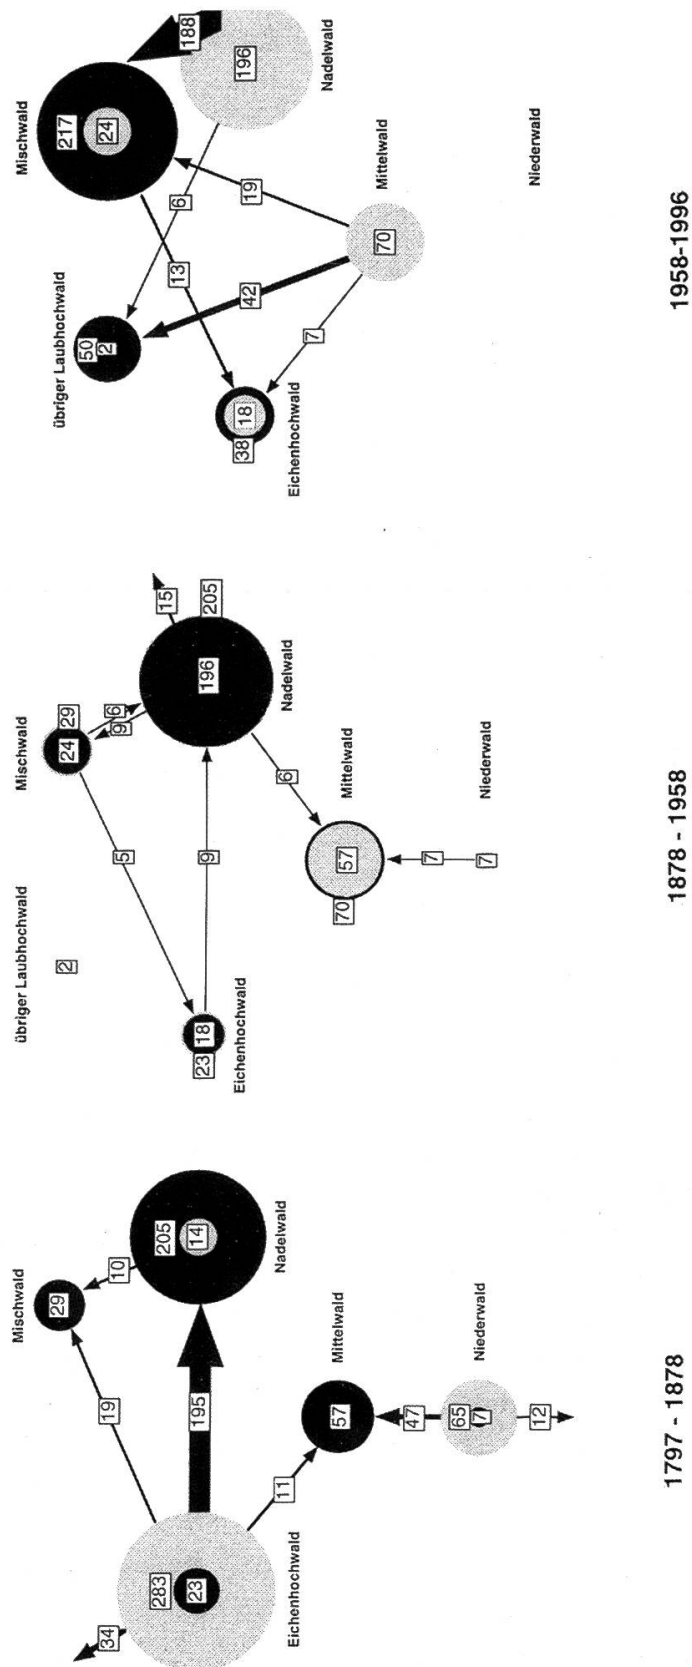 34
283
23
Eichenhochwald
19
195
11
Mischwald
29
10
205
14
Nadelwald
Mittelwald
57
47
Niederwald
65
7
12
1797 - 1878
übriger Laubhochwald
2
23
18
Eichenhochwald
5
9
Mischwald
24
29
9
6
15
205
196
Nadelwald
6
Mittelwald
57
70
7
7
Niederwald
1878 - 1958
übriger Laubhochwald
50
2
38
18
Eichenhochwald
13
6
42
7
19
Mischwald
217
24
188
196
Nadelwald
Mittelwald
70
Niederwald
1958-1996